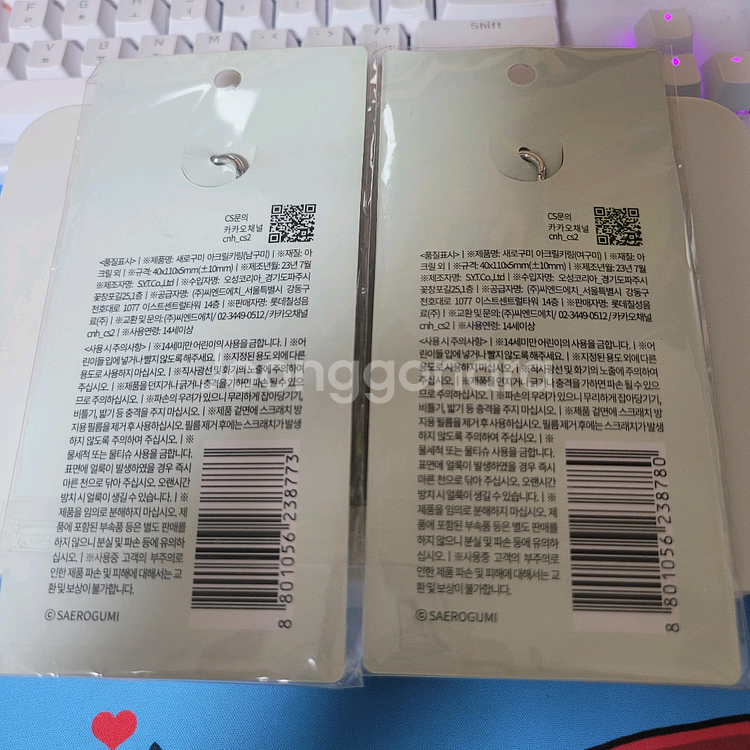 Shift
CS문의
카카오채널
cnh_cs2
<품질표시> | ※제품명: 새로구미 아크릴키링(남구미) | ※재질: 아
크릴 외 | ※규격: 40x110x5mm(±10mm) | ※제조년월: 23년 7월
※제조자명: S.Y.T.Co.,Ltd | ※수입자명: 오성코리아_경기도파주시
꽃창포길25,1층 | ※공급자명: (주)씨엔드에치_서울특별시 강동구
천호대로 1077 이스트센트럴타워 14층 | ※판매자명: 롯데칠성음
료(주) | ※교환 및 문의: (주)씨엔드에치/ 02-3449-0512 / 카카오채널
cnh_cs2 | ※사용연령: 14세이상
<사용 시 주의사항> | ※14세미만 어린이의 사용을 금합니다. | ※어
린이들 입에 넣거나 빨지 않도록 해주세요. | ※지정된 용도 외에 다른
용도로 사용하지 마십시오. | ※직사광선 및 화기의 노출에 주의하여
주십시오. | ※제품을 던지거나 긁거나 충격을 가하면 파손 될 수 있으
므로 주의하십시오. | ※파손의 우려가 있으니 무리하게 잡아당기기,
비틀기, 밟기 등 충격을 주지 마십시오. | ※제품 겉면에 스크래치 방
지용 필름을 제거 후 사용하십시오. 필름 제거 후에는 스크래치가 발생
하지 않도록 주의하여 주십시오. | ※
물세척 또는 물티슈 사용을 금합니다.
표면에 얼룩이 발생하였을 경우 즉시
마른 천으로 닦아 주십시오. 오랜시간
방치 시 얼룩이 생길 수 있습니다. | ※
제품을 임의로 분해하지 마십시오. 제
품에 포함된 부속품 등은 별도 판매를
하지 않으니 분실 및 파손 등에 유의하
십시오. | ※사용중 고객의 부주의로
인한 제품 파손 및 피해에 대해서는 교
환 및 보상이 불가합니다.
8 801056 238773
© SAEROGUMI
CS문의
카카오채널
cnh_cs2
<품질표시> | ※제품명: 새로구미 아크릴키링(여구미) | ※재질: 아
크릴 외 | ※규격: 40x110x5mm(±10mm) | ※제조년월: 23년 7월
※제조자명: S.Y.T.Co.,Ltd | ※수입자명: 오성코리아_경기도파주시
꽃창포길25,1층 | ※공급자명: (주)씨엔드에치_서울특별시 강동구
천호대로 1077 이스트센트럴타워 14층 | ※판매자명: 롯데칠성음
료(주) | ※교환 및 문의: (주)씨엔드에치/ 02-3449-0512 / 카카오채널
cnh_cs2 | ※사용연령: 14세이상
<사용 시 주의사항> | ※14세미만 어린이의 사용을 금합니다. | ※어
린이들 입에 넣거나 빨지 않도록 해주세요. | ※지정된 용도 외에 다른
용도로 사용하지 마십시오. | ※직사광선 및 화기의 노출에 주의하여
주십시오. | ※제품을 던지거나 긁거나 충격을 가하면 파손 될 수 있으
므로 주의하십시오. | ※파손의 우려가 있으니 무리하게 잡아당기기,
비틀기, 밟기 등 충격을 주지 마십시오. | ※제품 겉면에 스크래치 방
지용 필름을 제거 후 사용하십시오. 필름 제거 후에는 스크래치가 발생
하지 않도록 주의하여 주십시오. | ※
물세척 또는 물티슈 사용을 금합니다.
표면에 얼룩이 발생하였을 경우 즉시
마른 천으로 닦아 주십시오. 오랜시간
방치 시 얼룩이 생길 수 있습니다. | ※
제품을 임의로 분해하지 마십시오. 제
품에 포함된 부속품 등은 별도 판매를
하지 않으니 분실 및 파손 등에 유의하
십시오. | ※사용중 고객의 부주의로
인한 제품 파손 및 피해에 대해서는 교
환 및 보상이 불가합니다.
8 801056 238780
© SAEROGUMI